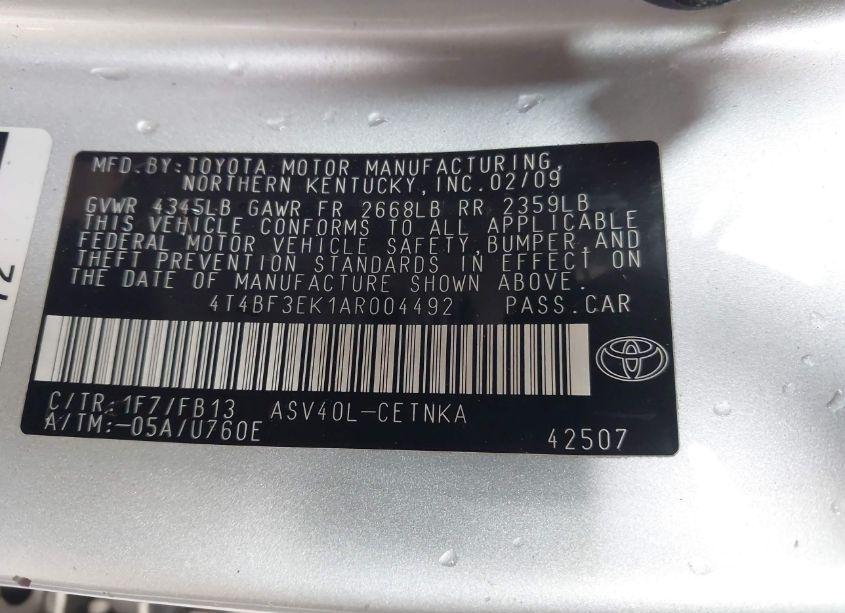 MFD. BY: TOYOTA MOTOR MANUFACTURING,
NORTHERN KENTUCKY, INC. 02/09
GVWR 4345LB GAWR FR 2668LB RR 2359LB
THIS VEHICLE CONFORMS TO ALL APPLICABLE
FEDERAL MOTOR VEHICLE SAFETY, BUMPER, AND
THEFT PREVENTION STANDARDS IN EFFECT ON
THE DATE OF MANUFACTURE SHOWN ABOVE.
4T4BF3EK1AR004492 PASS. CAR
C/TR: 1F7/FB13 ASV40L-CETNKA
A/TM:-05A/U760E 42507